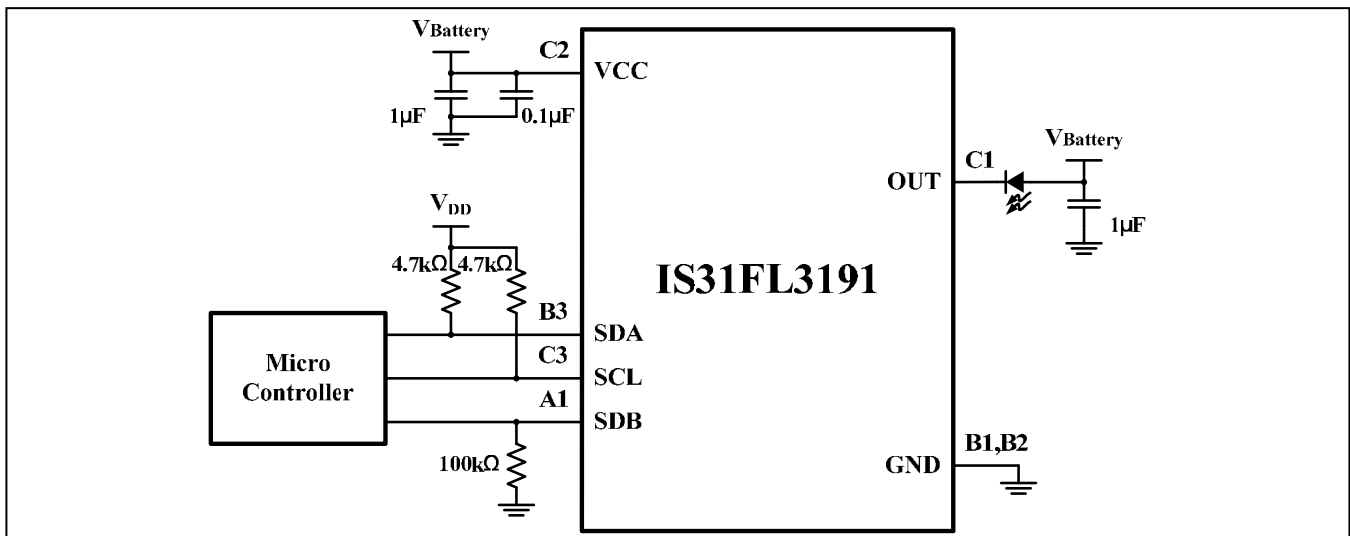 VBattery
C2
VCC
1µF
0.1µF
VBattery
C1
OUT
1µF
VDD
4.7kΩ
4.7kΩ
IS31FL3191
Micro
Controller
B3
SDA
C3
SCL
A1
SDB
100kΩ
B1,B2
GND